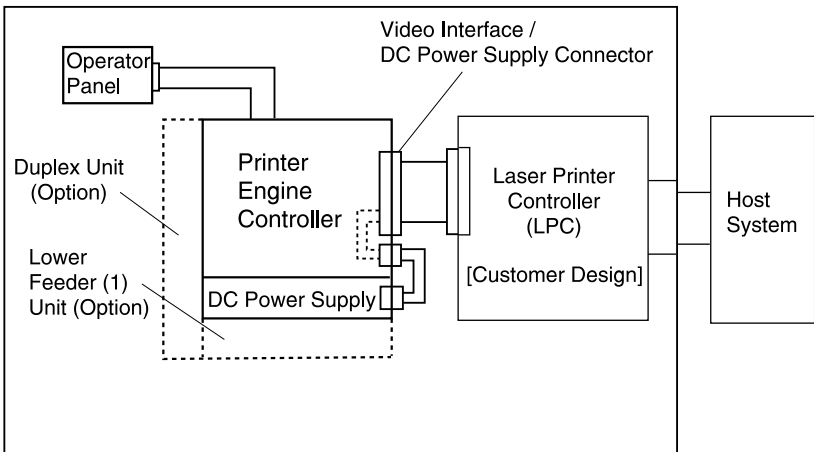 Video Interface /
DC Power Supply Connector
Operator
Panel
Printer
Engine
Controller
Duplex Unit
(Option)
Laser Printer
Controller
(LPC)
[Customer Design]
Host
System
Lower
Feeder (1)
Unit (Option)
DC Power Supply